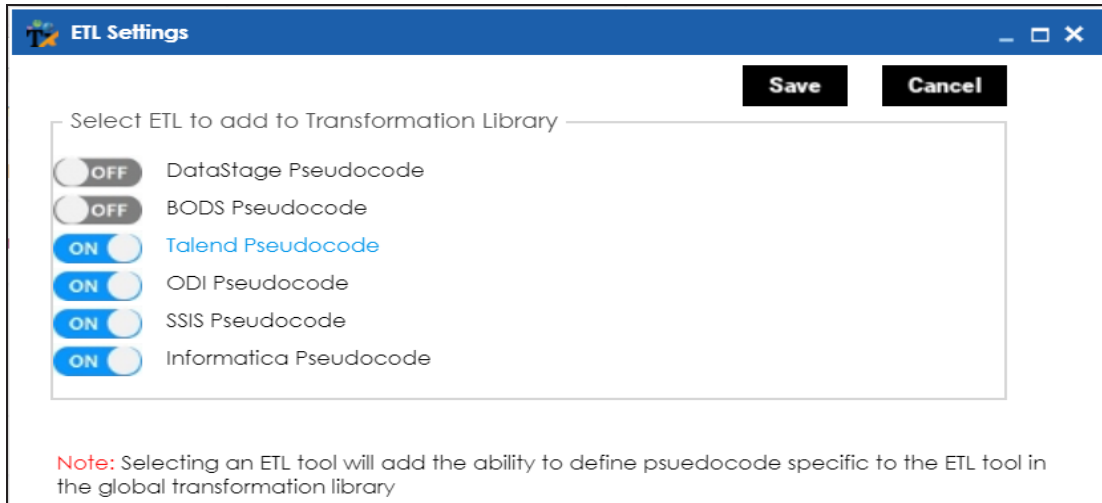 ETL Settings
Save Cancel
Select ETL to add to Transformation Library
OFF DataStage Pseudocode
OFF BODS Pseudocode
ON Talend Pseudocode
ON ODI Pseudocode
ON SSIS Pseudocode
ON Informatica Pseudocode
Note: Selecting an ETL tool will add the ability to define psuedocode specific to the ETL tool in
the global transformation library